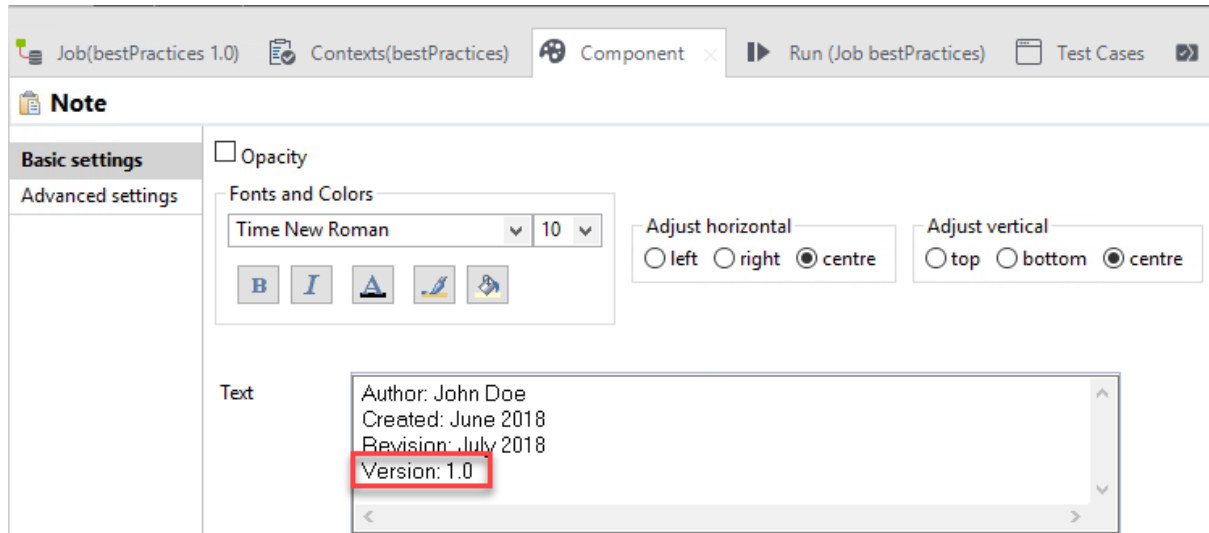 Job(bestPractices 1.0) Contexts(bestPractices) Component Run (Job bestPractices) Test Cases
Note
Basic settings
Advanced settings
Opacity
Fonts and Colors
Time New Roman 10
B I A
Adjust horizontal
left right centre
Adjust vertical
top bottom centre
Text
Author: John Doe
Created: June 2018
Revision: July 2018
Version: 1.0